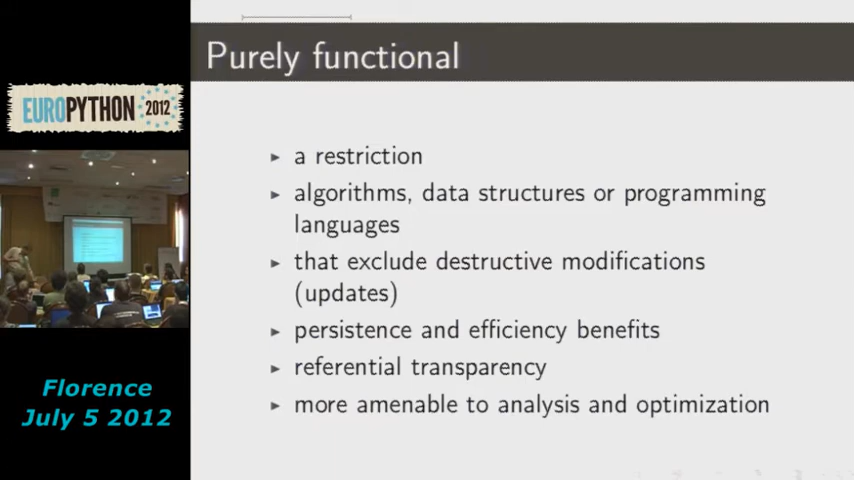 Purely functional
EUROPYTHON 2012
a restriction
algorithms, data structures or programming
languages
that exclude destructive modifications
(updates)
persistence and efficiency benefits
referential transparency
more amenable to analysis and optimization
Florence
July 5 2012